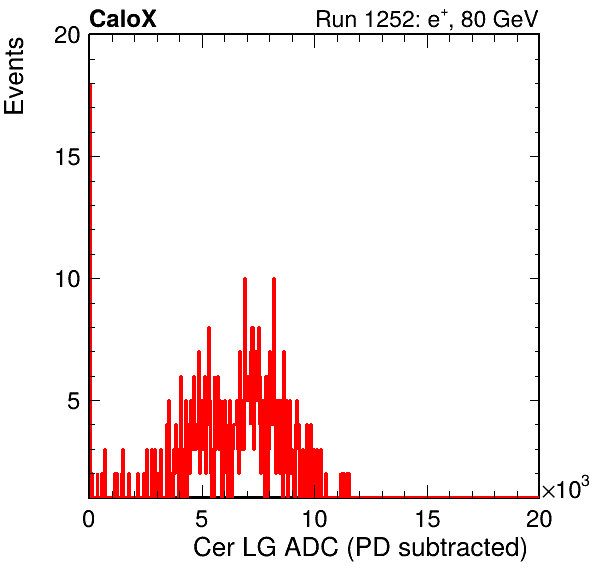 CaloX Run 1252: e⁺, 80 GeV
Events
20
15
10
5
0 5 10 15 20
×10³
Cer LG ADC (PD subtracted)